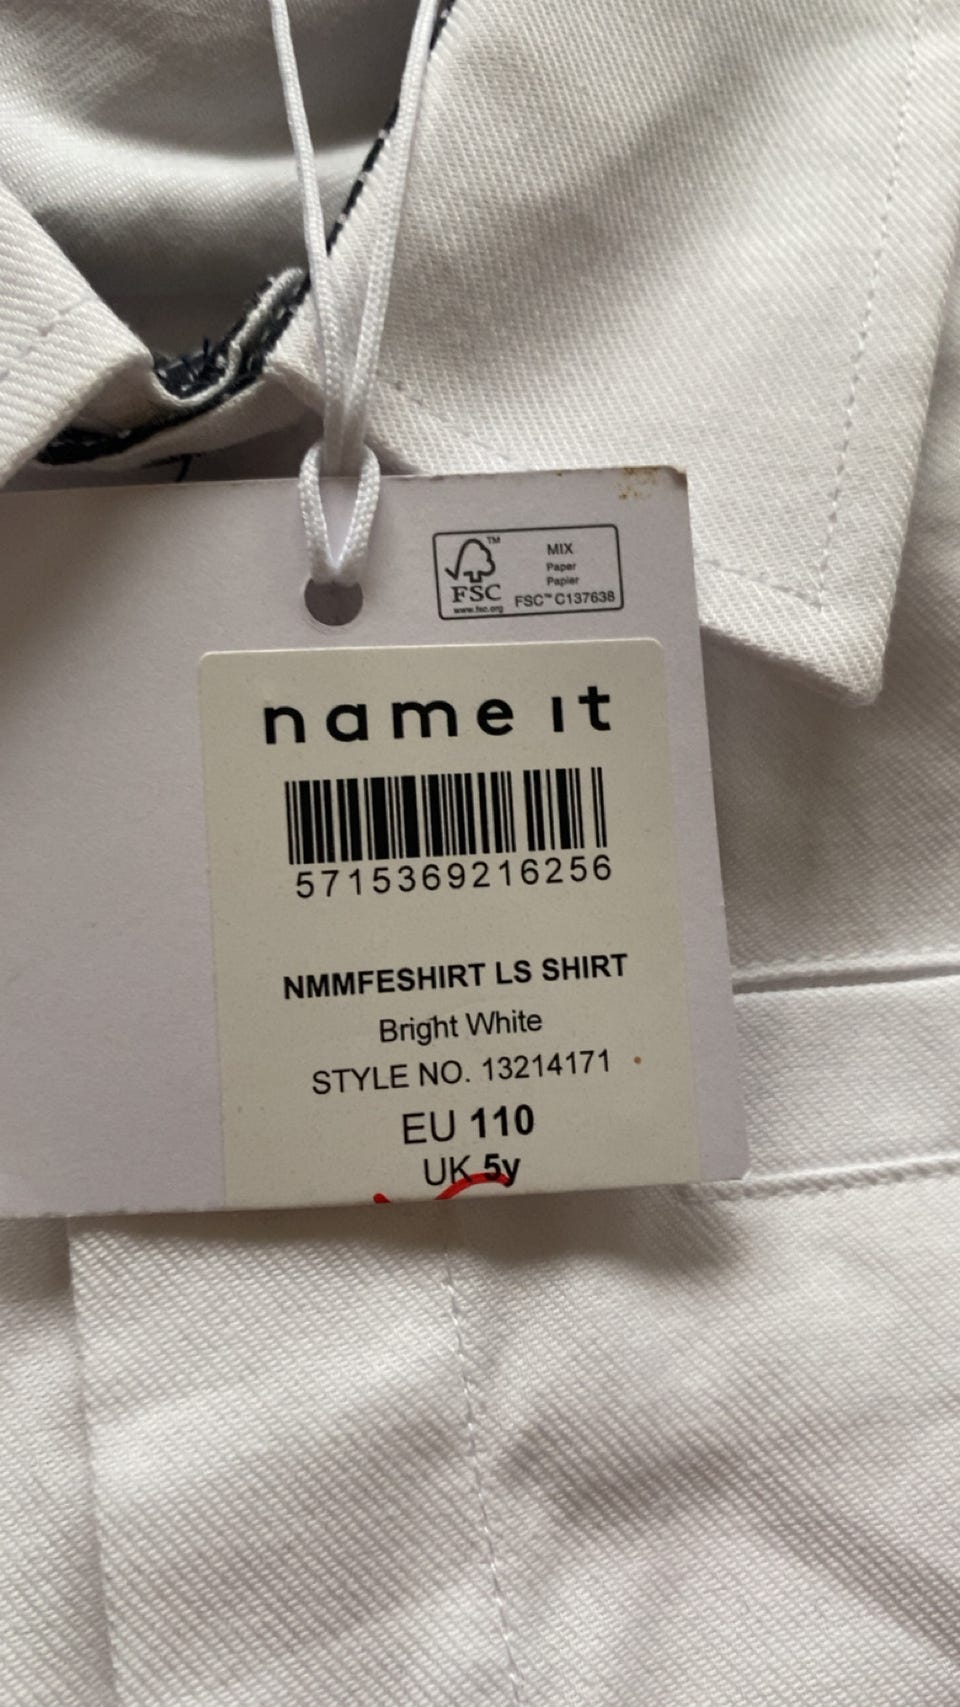 MIX
Paper
Papier
FSC™ C137638
™
FSC
www.fsc.org
name it
5715369216256
NMMFESHIRT LS SHIRT
Bright White
STYLE NO. 13214171
EU 110
UK 5y